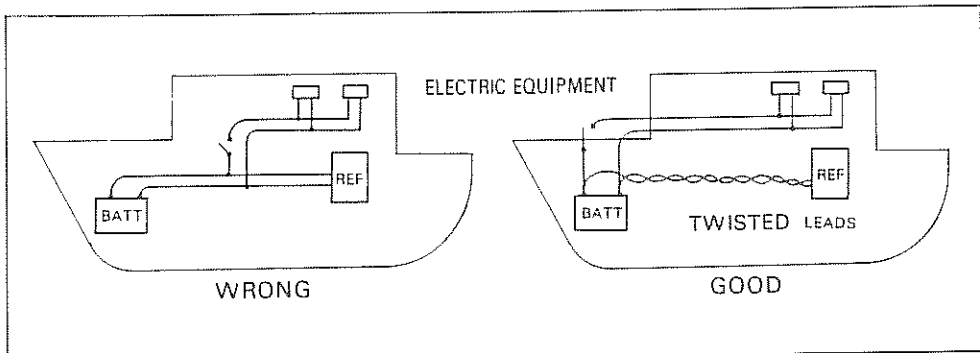 ELECTRIC EQUIPMENT
REF
BATT
WRONG
REF
BATT
TWISTED LEADS
GOOD